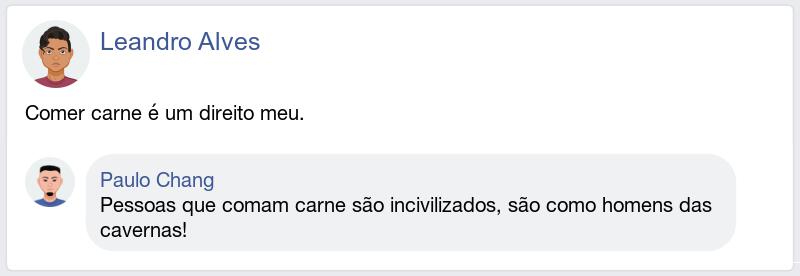 Leandro Alves
Comer carne é um direito meu.
Paulo Chang
Pessoas que comam carne são incivilizados, são como homens das
cavernas!